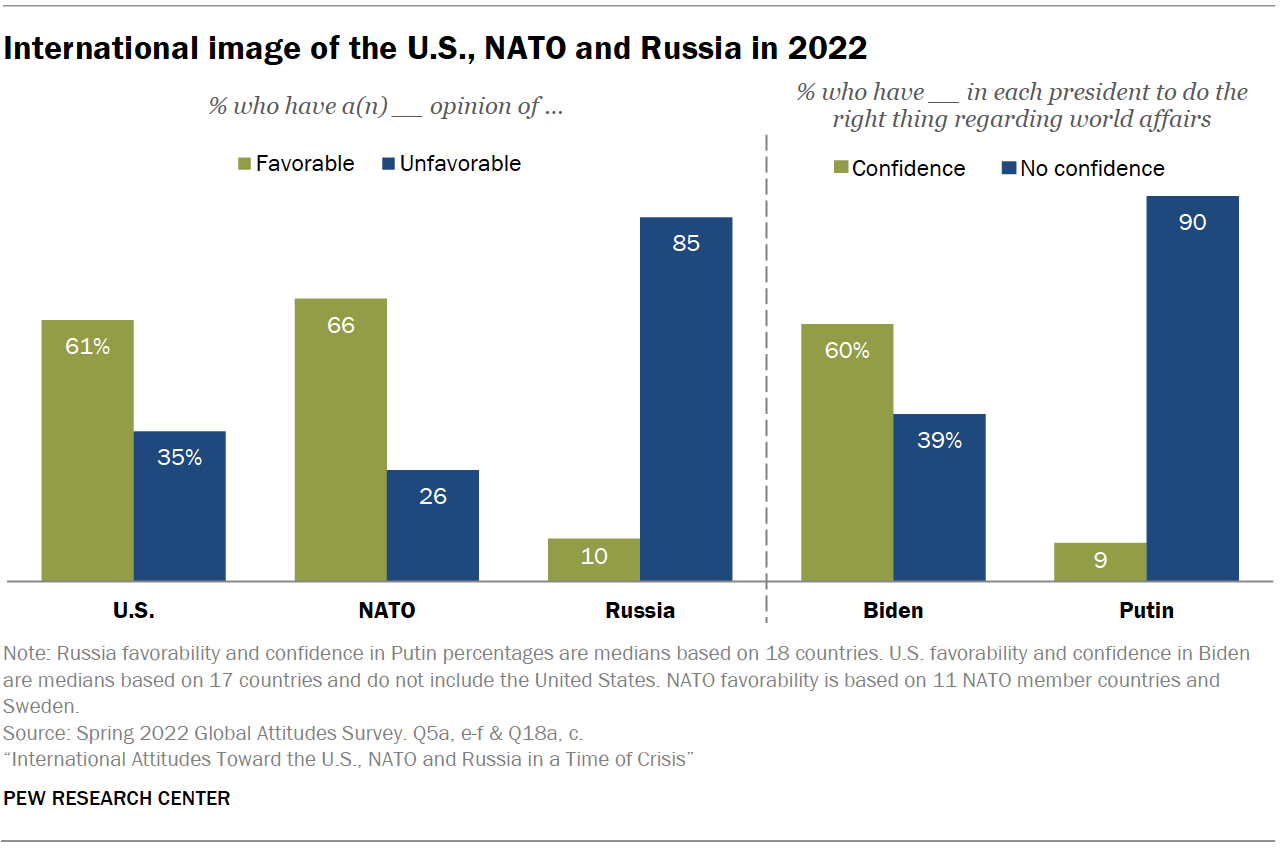 International image of the U.S., NATO and Russia in 2022
% who have a(n) __ opinion of ...
Favorable Unfavorable
% who have __ in each president to do the
right thing regarding world affairs
Confidence No confidence
61%
35%
66
26
10
85
60%
39%
9
90
U.S. NATO Russia Biden Putin
Note: Russia favorability and confidence in Putin percentages are medians based on 18 countries. U.S. favorability and confidence in Biden
are medians based on 17 countries and do not include the United States. NATO favorability is based on 11 NATO member countries and
Sweden.
Source: Spring 2022 Global Attitudes Survey. Q5a, e-f & Q18a, c.
“International Attitudes Toward the U.S., NATO and Russia in a Time of Crisis”
PEW RESEARCH CENTER